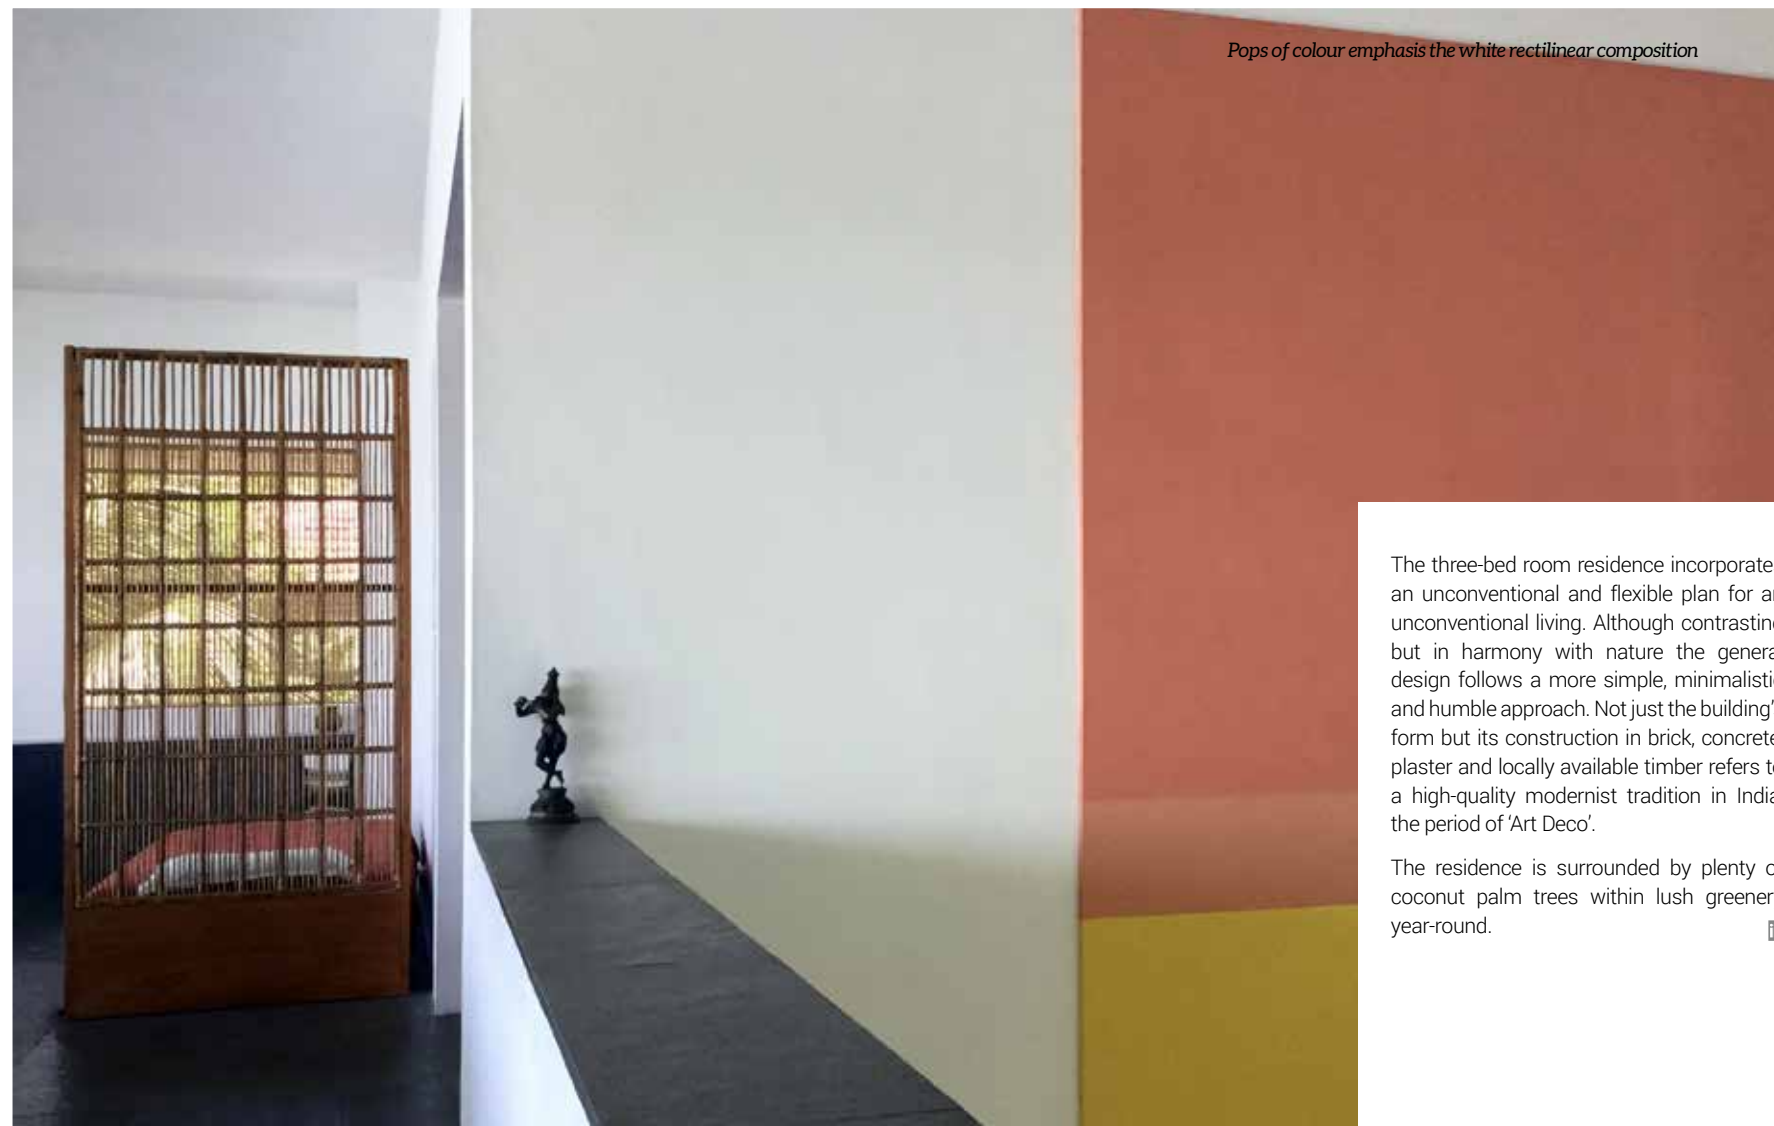 Pops of colour emphasis the white rectilinear composition
The three-bed room residence incorporate
an unconventional and flexible plan for a
unconventional living. Although contrastin
but in harmony with nature the genera
design follows a more simple, minimalisti
and humble approach. Not just the building'
form but its construction in brick, concrete
plaster and locally available timber refers t
a high-quality modernist tradition in India
the period of 'Art Deco'.
The residence is surrounded by plenty o
coconut palm trees within lush greener
year-round.